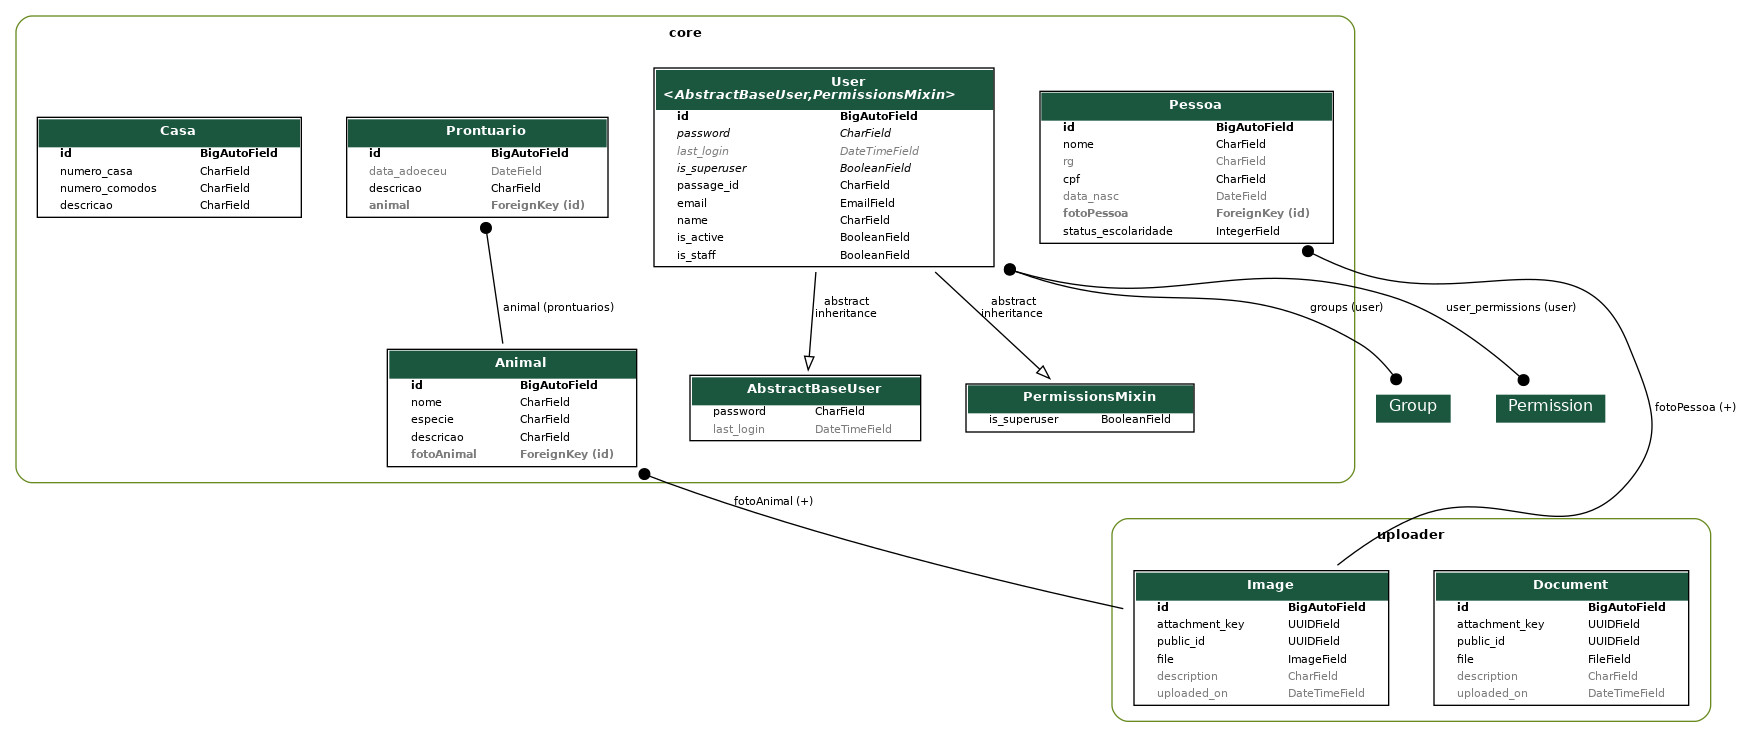 core
Casa
id BigAutoField
numero_casa CharField
numero_comodos CharField
descricao CharField
Prontuario
id BigAutoField
data_adoeceu DateField
descricao CharField
animal ForeignKey (id)
User
<AbstractBaseUser,PermissionsMixin>
id BigAutoField
password CharField
last_login DateTimeField
is_superuser BooleanField
passage_id CharField
email EmailField
name CharField
is_active BooleanField
is_staff BooleanField
Pessoa
id BigAutoField
nome CharField
rg CharField
cpf CharField
data_nasc DateField
fotoPessoa ForeignKey (id)
status_escolaridade IntegerField
animal (prontuarios)
abstract
inheritance
abstract
inheritance
groups (user)
user_permissions (user)
Animal
id BigAutoField
nome CharField
especie CharField
descricao CharField
fotoAnimal ForeignKey (id)
AbstractBaseUser
password CharField
last_login DateTimeField
PermissionsMixin
is_superuser BooleanField
Group
Permission
fotoPessoa (+)
fotoAnimal (+)
uploader
Image
id BigAutoField
attachment_key UUIDField
public_id UUIDField
file ImageField
description CharField
uploaded_on DateTimeField
Document
id BigAutoField
attachment_key UUIDField
public_id UUIDField
file FileField
description CharField
uploaded_on DateTimeField